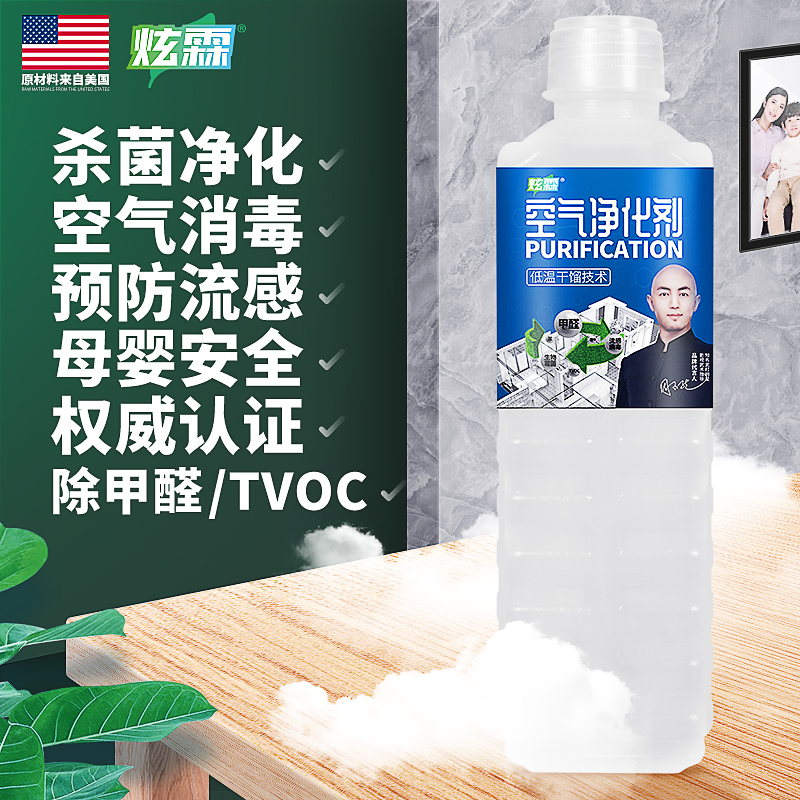 炫霖®
原材料来自美国
RAW MATERIALS FROM THE UNITED STATES
杀菌净化
空气消毒
预防流感
母婴安全
权威认证
除甲醛/TVOC
炫霖®
空气净化剂
PURIFICATION
低温干馏技术
甲醛
品牌代言人